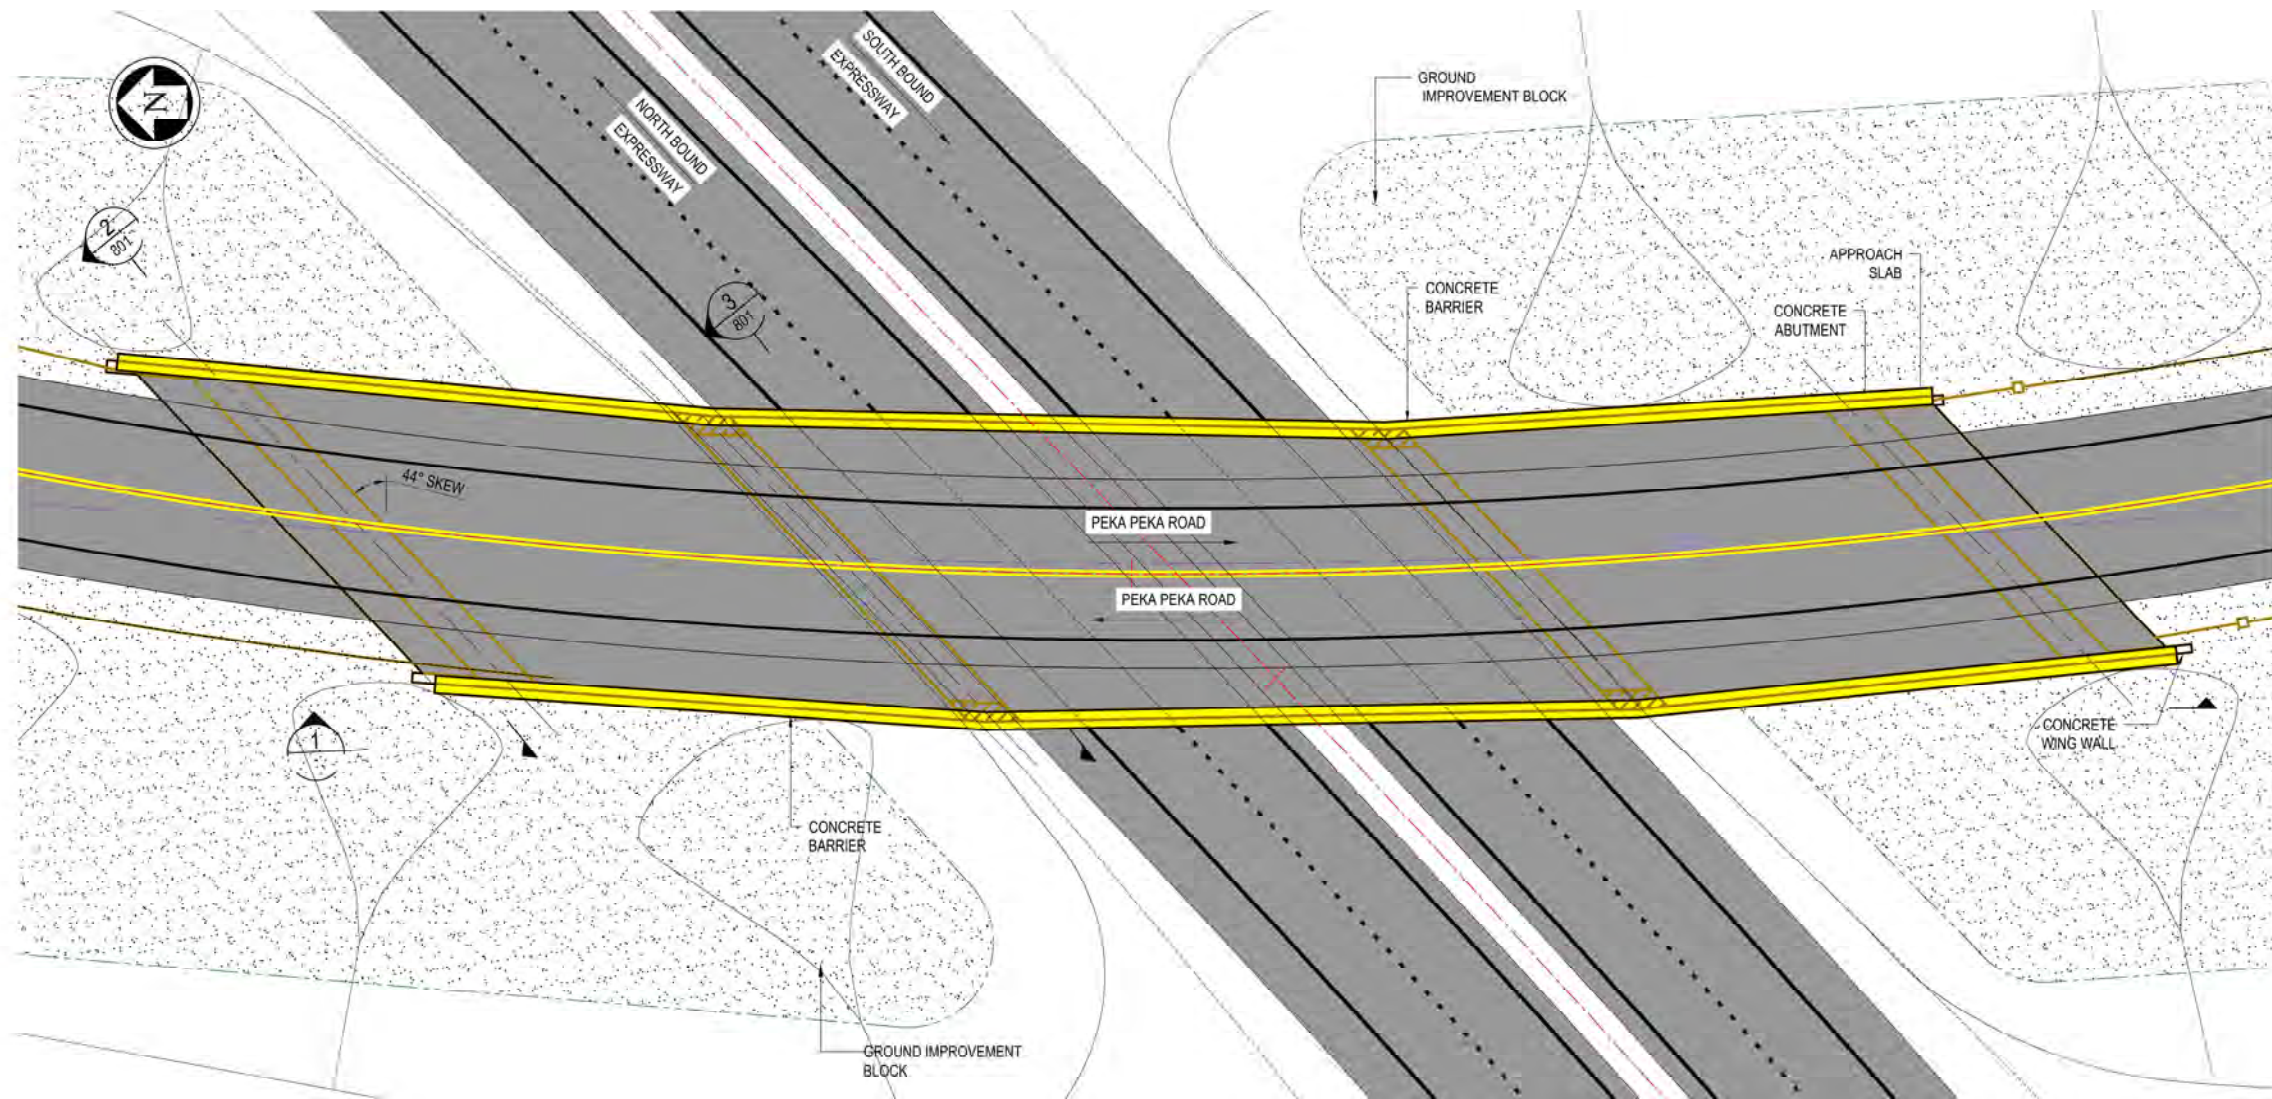 N
SOUTH BOUND
EXPRESSWAY
NORTH BOUND
EXPRESSWAY
GROUND
IMPROVEMENT BLOCK
2
801
3
801
APPROACH
SLAB
CONCRETE
BARRIER
CONCRETE
ABUTMENT
44° SKEW
PEKA PEKA ROAD
PEKA PEKA ROAD
1
CONCRETE
WING WALL
CONCRETE
BARRIER
GROUND IMPROVEMENT
BLOCK